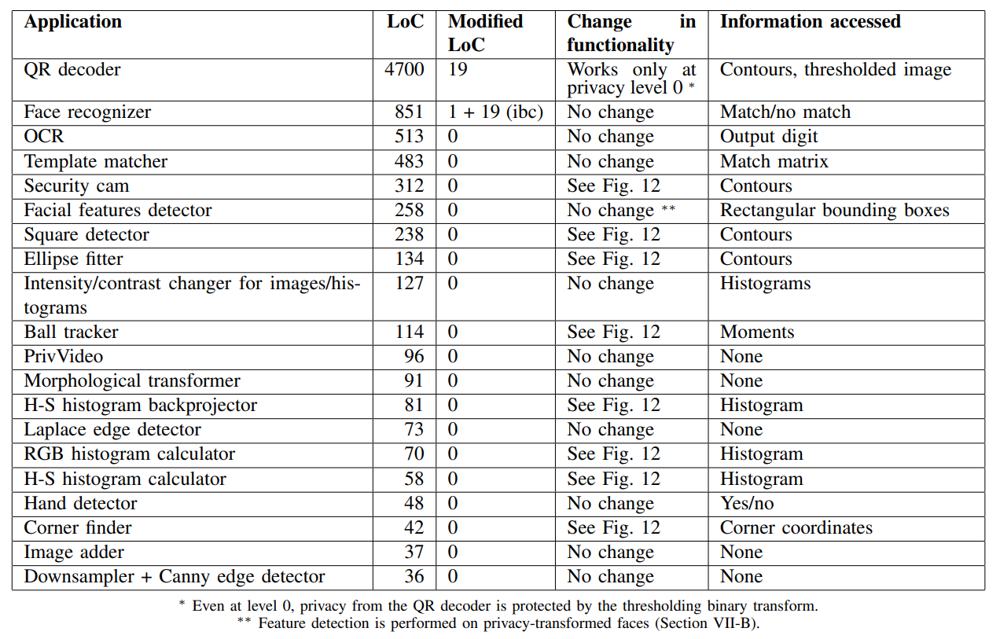 Application LoC Modified LoC Change in functionality Information accessed
QR decoder 4700 19 Works only at privacy level 0 * Contours, thresholded image
Face recognizer 851 1 + 19 (ibc) No change Match/no match
OCR 513 0 No change Output digit
Template matcher 483 0 No change Match matrix
Security cam 312 0 See Fig. 12 Contours
Facial features detector 258 0 No change ** Rectangular bounding boxes
Square detector 238 0 See Fig. 12 Contours
Ellipse fitter 134 0 See Fig. 12 Contours
Intensity/contrast changer for images/his-
tograms 127 0 No change Histograms
Ball tracker 114 0 See Fig. 12 Moments
PrivVideo 96 0 No change None
Morphological transformer 91 0 No change None
H-S histogram backprojector 81 0 See Fig. 12 Histogram
Laplace edge detector 73 0 No change None
RGB histogram calculator 70 0 See Fig. 12 Histogram
H-S histogram calculator 58 0 See Fig. 12 Histogram
Hand detector 48 0 No change Yes/no
Corner finder 42 0 See Fig. 12 Corner coordinates
Image adder 37 0 No change None
Downsampler + Canny edge detector 36 0 No change None
* Even at level 0, privacy from the QR decoder is protected by the thresholding binary transform.
** Feature detection is performed on privacy-transformed faces (Section VII-B).